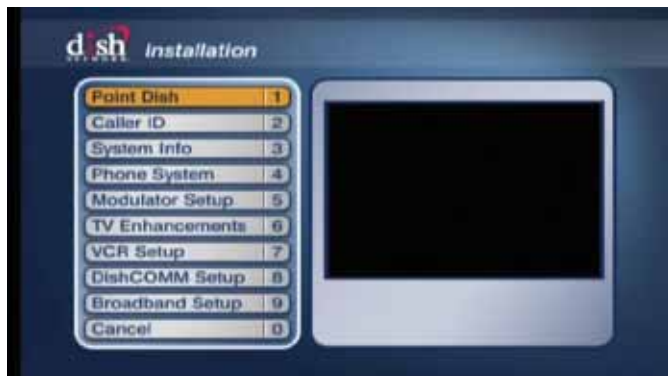 dish
NETWORK
Installation
Point Dish 1
Caller ID 2
System Info 3
Phone System 4
Modulator Setup 5
TV Enhancements 6
VCR Setup 7
DishCOMM Setup 8
Broadband Setup 9
Cancel 0